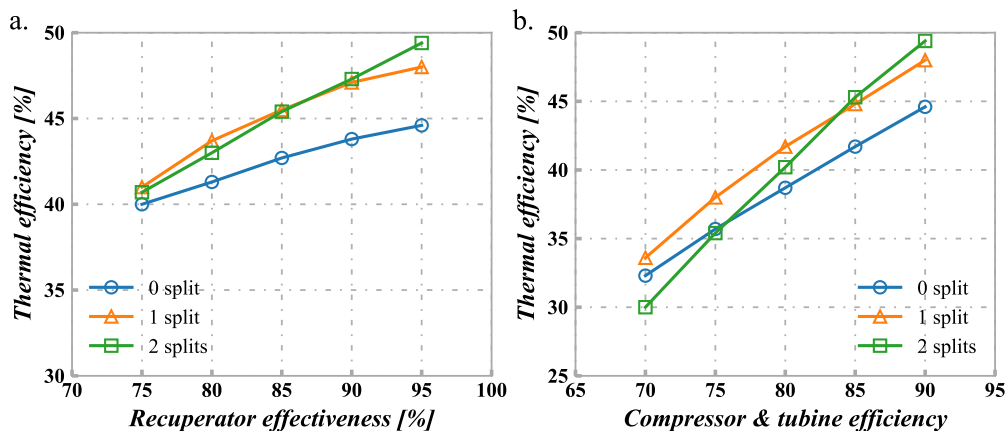 a.
Thermal efficiency [%]
50
45
40
35
30
70
75
80
85
90
95
100
0 split
1 split
2 splits
Recuperator effectiveness [%]
b.
Thermal efficiency [%]
50
45
40
35
30
25
65
70
75
80
85
90
95
0 split
1 split
2 splits
Compressor & tubine efficiency